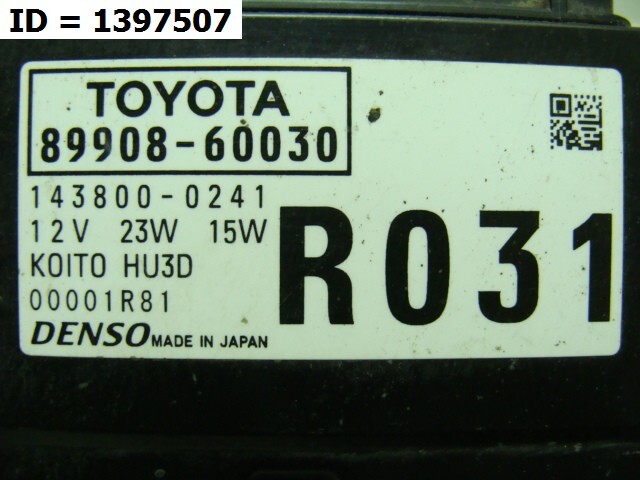 ID = 1397507
TOYOTA
89908-60030
143800-0241
12V 23W 15W
KOITO HU3D
00001R81
R031
DENSO MADE IN JAPAN